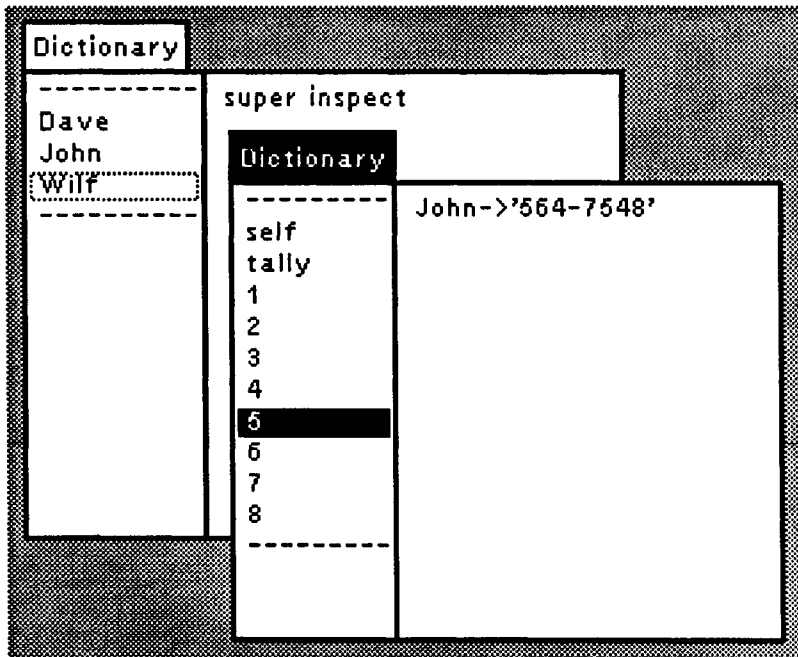 Dictionary
----------
Dave
John
Wilf
----------
super inspect
Dictionary
----------
self
tally
1
2
3
4
5
6
7
8
----------
John->'564-7548'